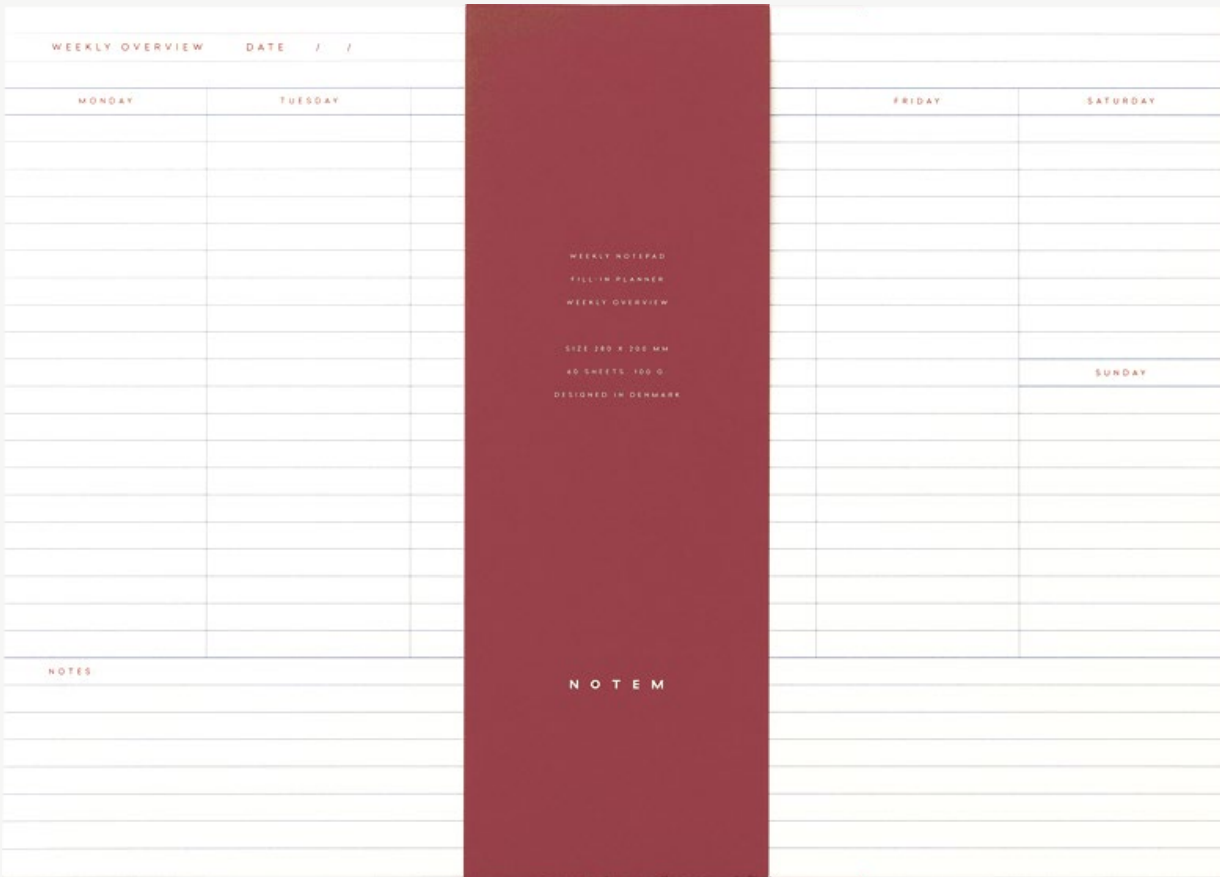 WEEKLY OVERVIEW DATE / /
MONDAY TUESDAY FRIDAY SATURDAY
WEEKLY NOTEPAD
FILL-IN PLANNER
WEEKLY OVERVIEW
SIZE 280 X 200 MM
60 SHEETS, 100 G.
DESIGNED IN DENMARK
SUNDAY
NOTES
NOTEM